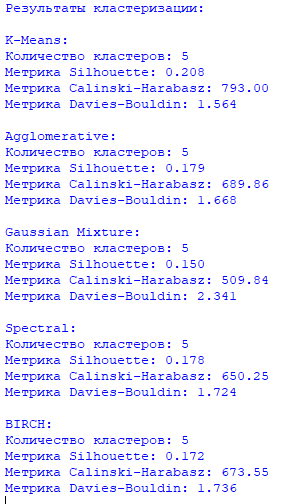 Результаты кластеризации:
K-Means:
Количество кластеров: 5
Метрика Silhouette: 0.208
Метрика Calinski-Harabasz: 793.00
Метрика Davies-Bouldin: 1.564
Agglomerative:
Количество кластеров: 5
Метрика Silhouette: 0.179
Метрика Calinski-Harabasz: 689.86
Метрика Davies-Bouldin: 1.668
Gaussian Mixture:
Количество кластеров: 5
Метрика Silhouette: 0.150
Метрика Calinski-Harabasz: 509.84
Метрика Davies-Bouldin: 2.341
Spectral:
Количество кластеров: 5
Метрика Silhouette: 0.178
Метрика Calinski-Harabasz: 650.25
Метрика Davies-Bouldin: 1.724
BIRCH:
Количество кластеров: 5
Метрика Silhouette: 0.172
Метрика Calinski-Harabasz: 673.55
Метрика Davies-Bouldin: 1.736